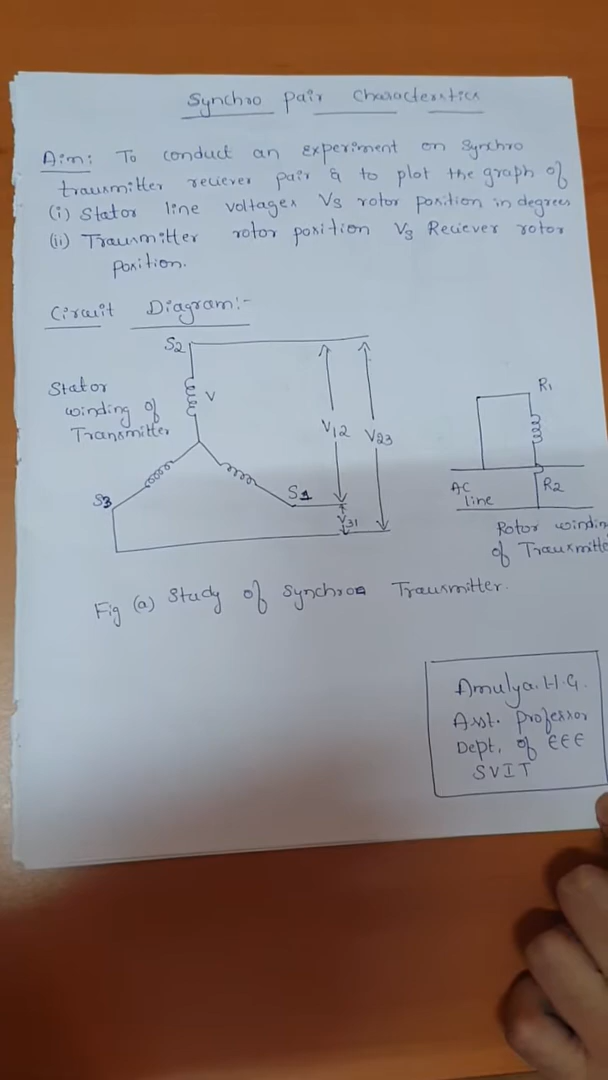 Synchro pair Characterstics
Aim: To conduct an experiment on Synchro
transmitter reciever pair & to plot the graph of
(i) Stator line voltages Vs rotor position in degrees
(ii) Transmitter rotor position Vs Reciever rotor
position.
Circuit Diagram:-
S2
Stator
winding of
Transmitter
V
V12
V23
S3
S1
V31
R1
AC
line
R2
Rotor winding
of Transmitte
Fig (a) Study of Synchro Transmitter.
Amulya.H.G.
Asst. Professor
Dept. of EEE
SVIT